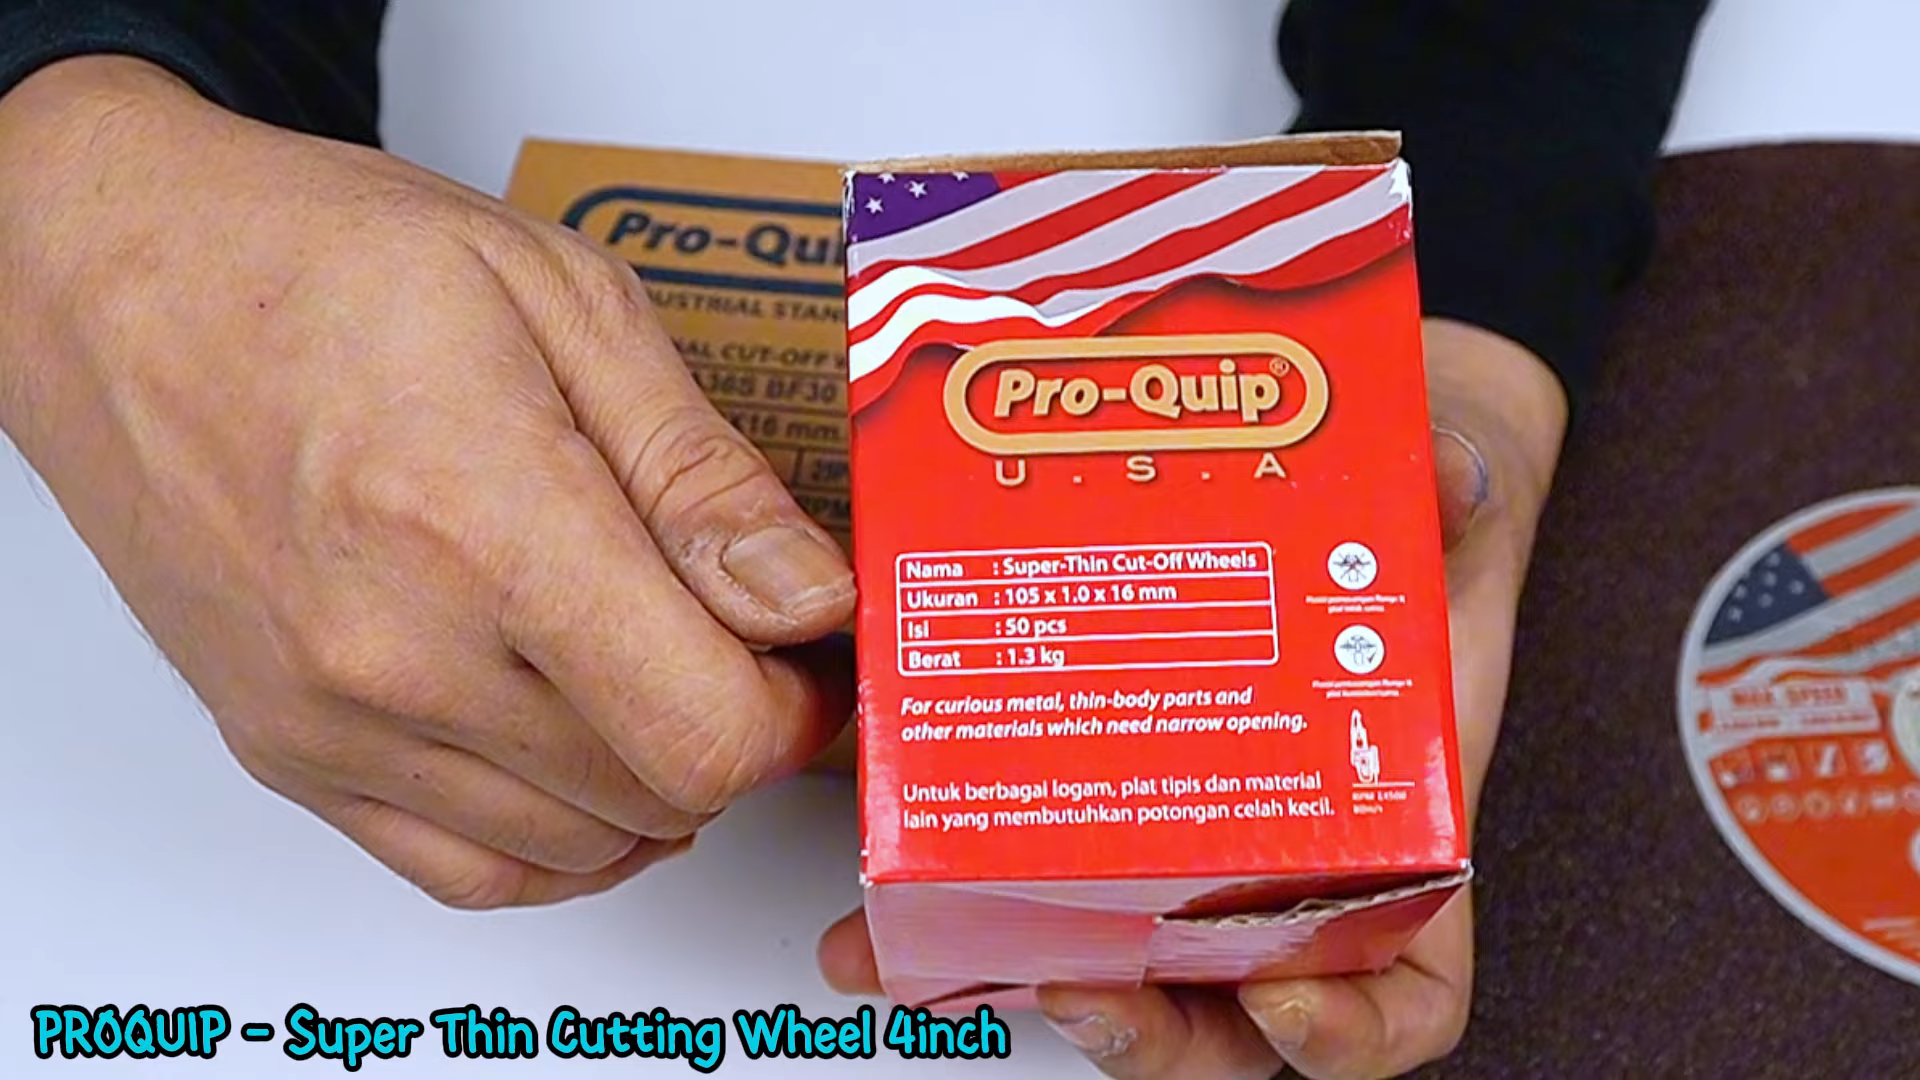 Pro-Qui
USTRIAL STAN
AL CUT-OFF
A36S BF30
x16 mm
Pro-Quip®
U.S.A
Nama : Super-Thin Cut-Off Wheels
Ukuran : 105 x 1.0 x 16 mm
Isi : 50 pcs
Berat : 1.3 kg
For curious metal, thin-body parts and
other materials which need narrow opening.
Untuk berbagai logam, plat tipis dan material
lain yang membutuhkan potongan celah kecil.
MAX. SPEED
PROQUIP - Super Thin Cutting Wheel 4inch